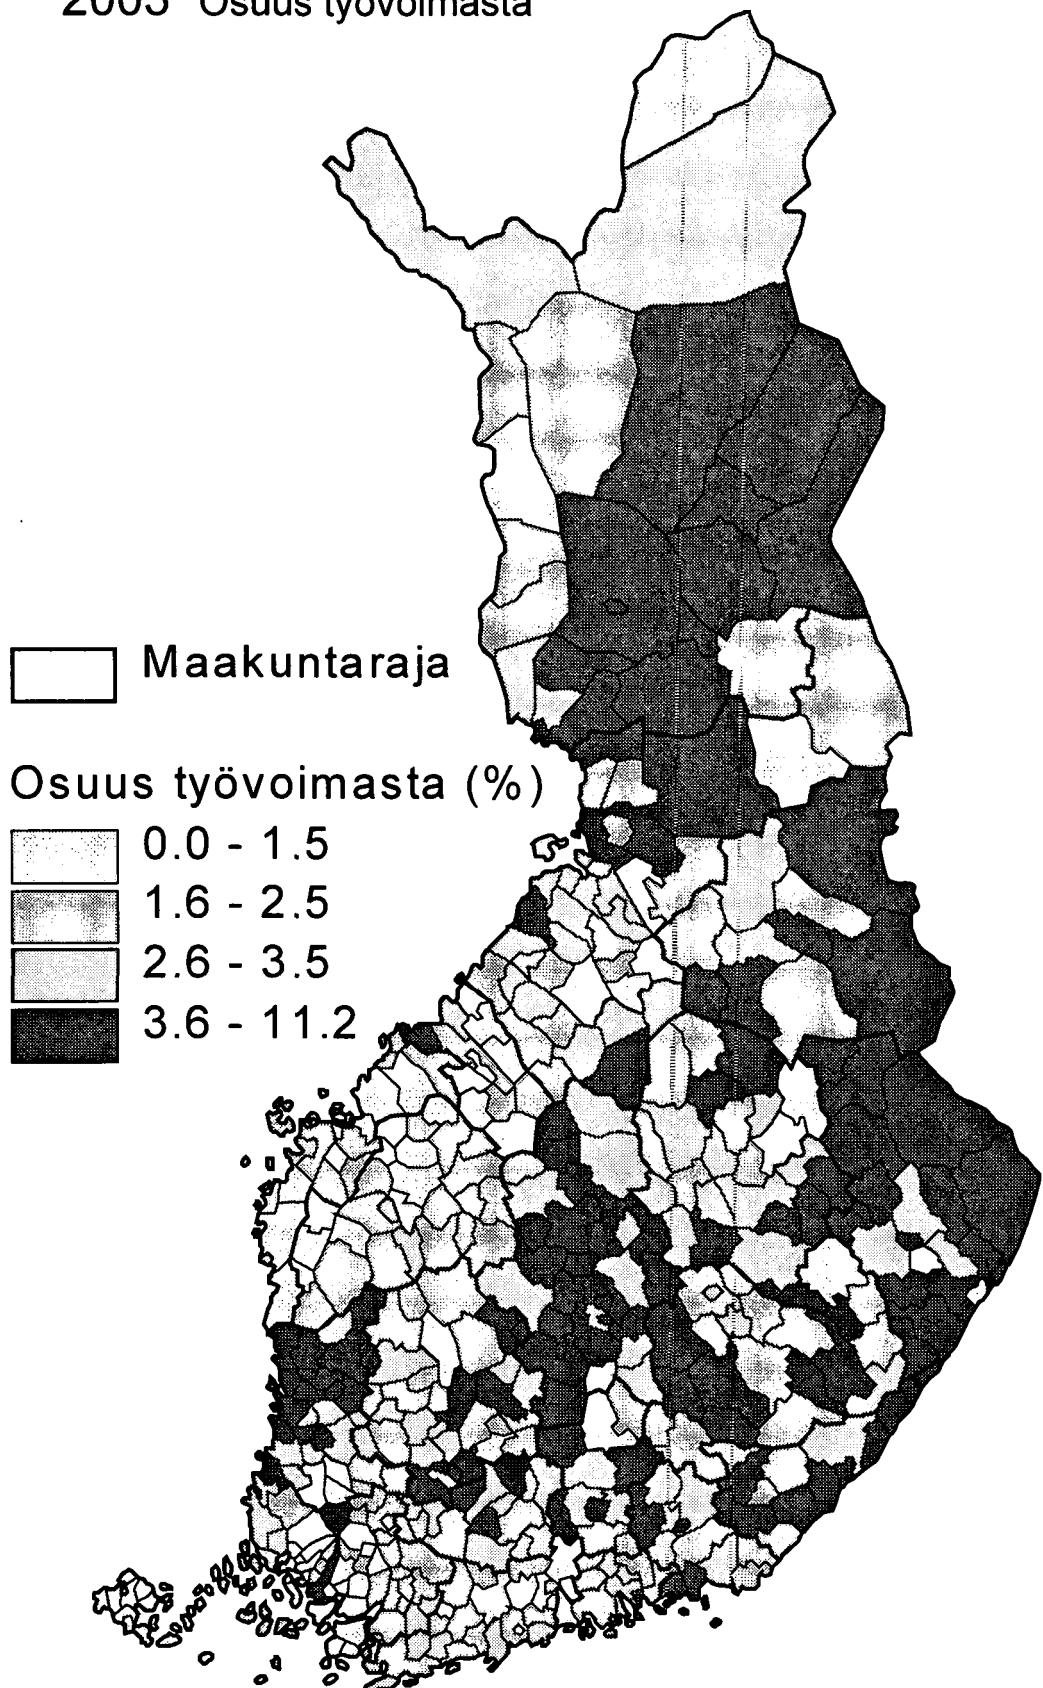 2003 Osuus työvoimasta
Maakuntaraja
Osuus työvoimasta (%)
0.0 - 1.5
1.6 - 2.5
2.6 - 3.5
3.6 - 11.2